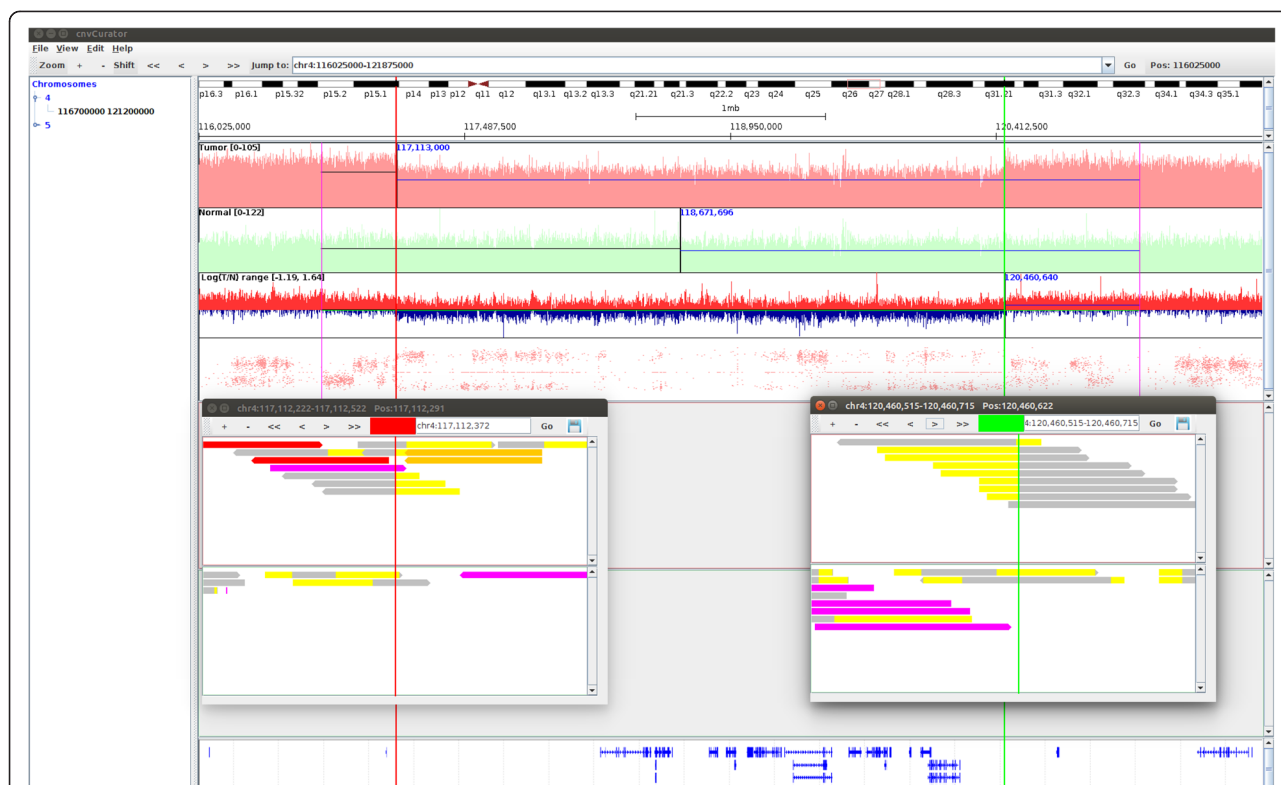 cnvCurator
File View Edit Help
Zoom + - Shift << < > >> Jump to: chr4:116025000-121875000 Go Pos: 116025000
Chromosomes
4
116700000 121200000
5
p16.3 p16.1 p15.32 p15.2 p15.1 p14 p13 p12 q11 q12 q13.1 q13.2 q13.3 q21.21 q21.3 q22.2 q23 q24 q25 q26 q27 q28.1 q28.3 q31.21 q31.3 q32.1 q32.3 q34.1 q34.3 q35.1
1mb
116,025,000 117,487,500 118,950,000 120,412,500
Tumor [0-105] 117,113,000
Normal [0-122] 118,671,696
Log(T/N) range [-1.19, 1.64] 120,460,640
chr4:117,112,222-117,112,522 Pos:117,112,291
+ - << < > >> chr4:117,112,372 Go
chr4:120,460,515-120,460,715 Pos:120,460,622
+ - << < > >> 4:120,460,515-120,460,715 Go